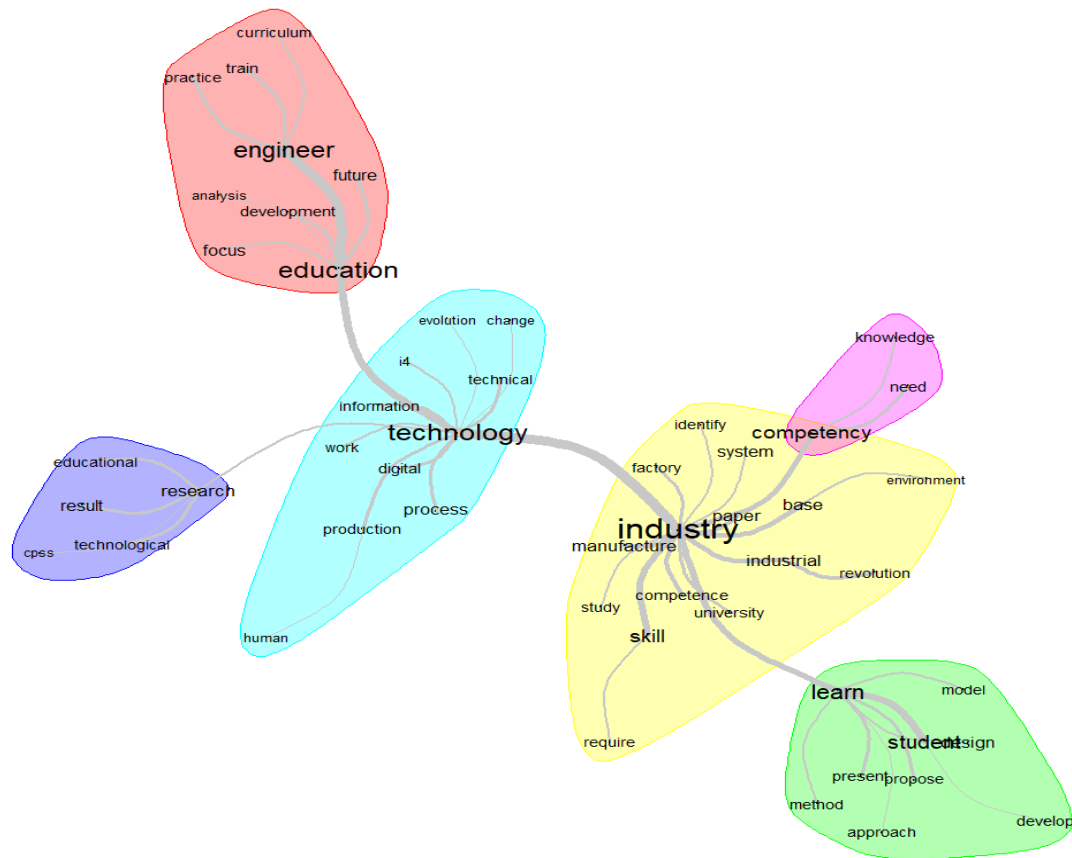 curriculum
train
practice
engineer
future
analysis
development
focus
education
evolution
change
i4
technical
information
technology
work
digital
process
production
human
educational
research
result
technological
cpss
knowledge
need
competency
identify
system
factory
environment
base
paper
industry
manufacture
industrial
revolution
competence
study
university
skill
require
learn
model
student
design
present
propose
method
approach
develop